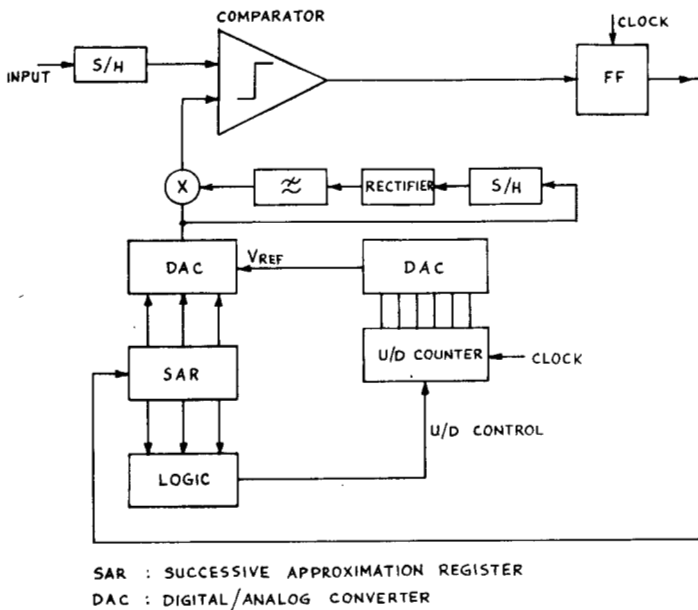 COMPARATOR
CLOCK
INPUT
S/H
FF
X
≈
RECTIFIER
S/H
DAC
VREF
DAC
SAR
U/D COUNTER
CLOCK
U/D CONTROL
LOGIC
SAR : SUCCESSIVE APPROXIMATION REGISTER
DAC : DIGITAL/ANALOG CONVERTER